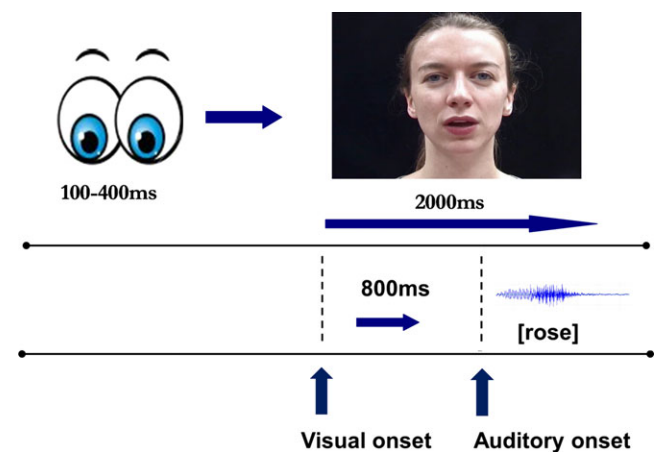 100-400ms
2000ms
800ms
[rose]
Visual onset
Auditory onset